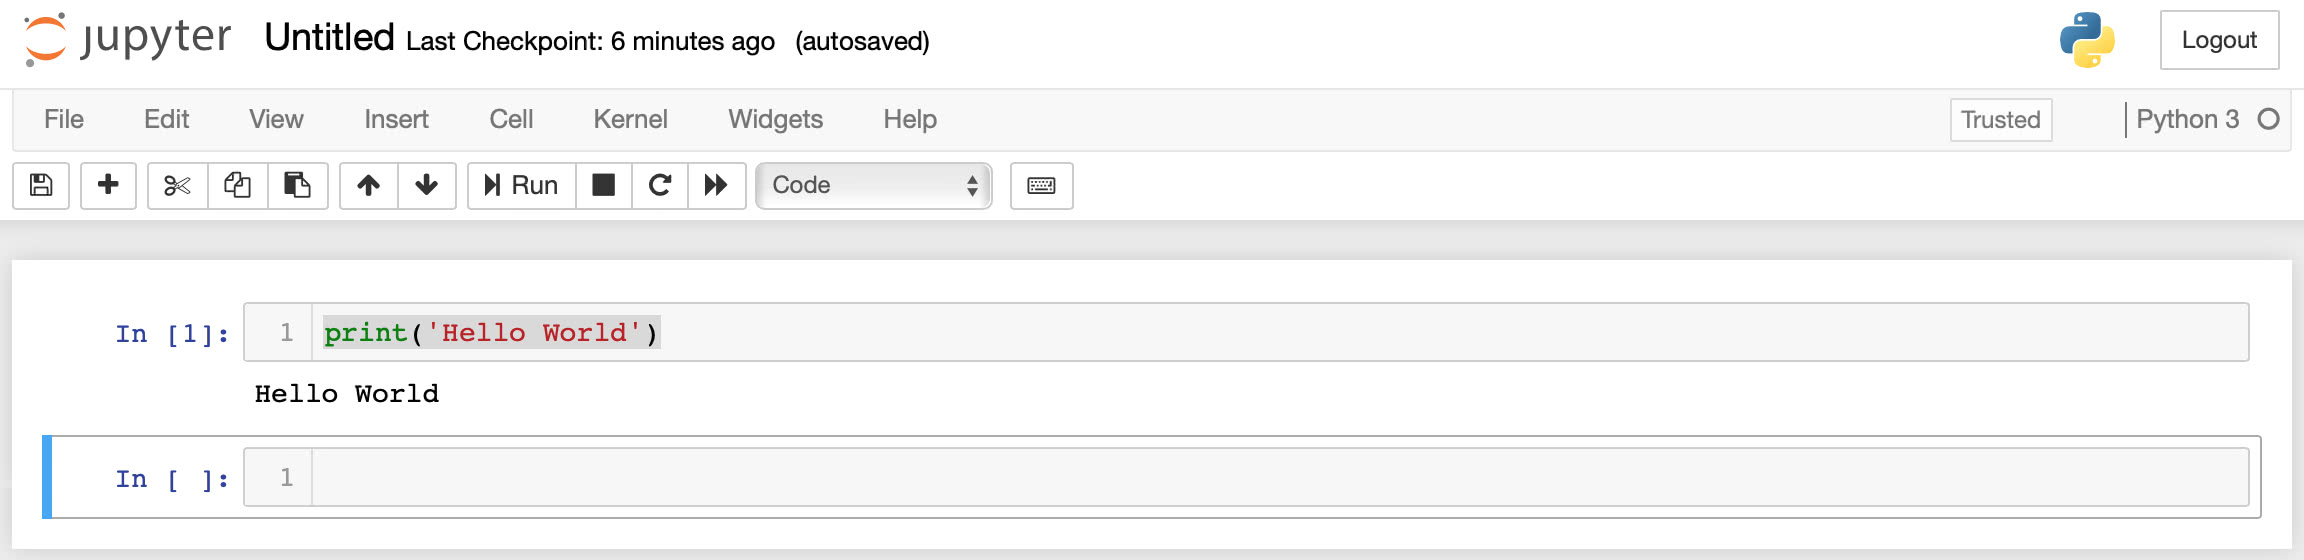 jupyter Untitled Last Checkpoint: 6 minutes ago (autosaved) Logout
File Edit View Insert Cell Kernel Widgets Help Trusted Python 3
Run Code
In [1]: 1 print('Hello World')
Hello World
In [ ]: 1